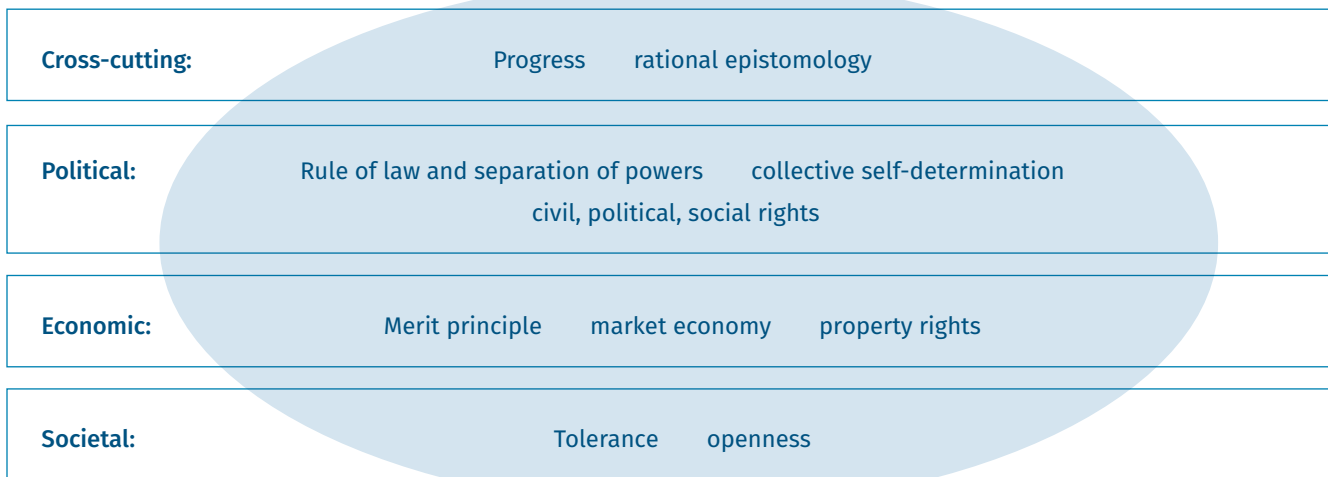 Cross-cutting: Progress rational epistomology
Political: Rule of law and separation of powers collective self-determination
civil, political, social rights
Economic: Merit principle market economy property rights
Societal: Tolerance openness